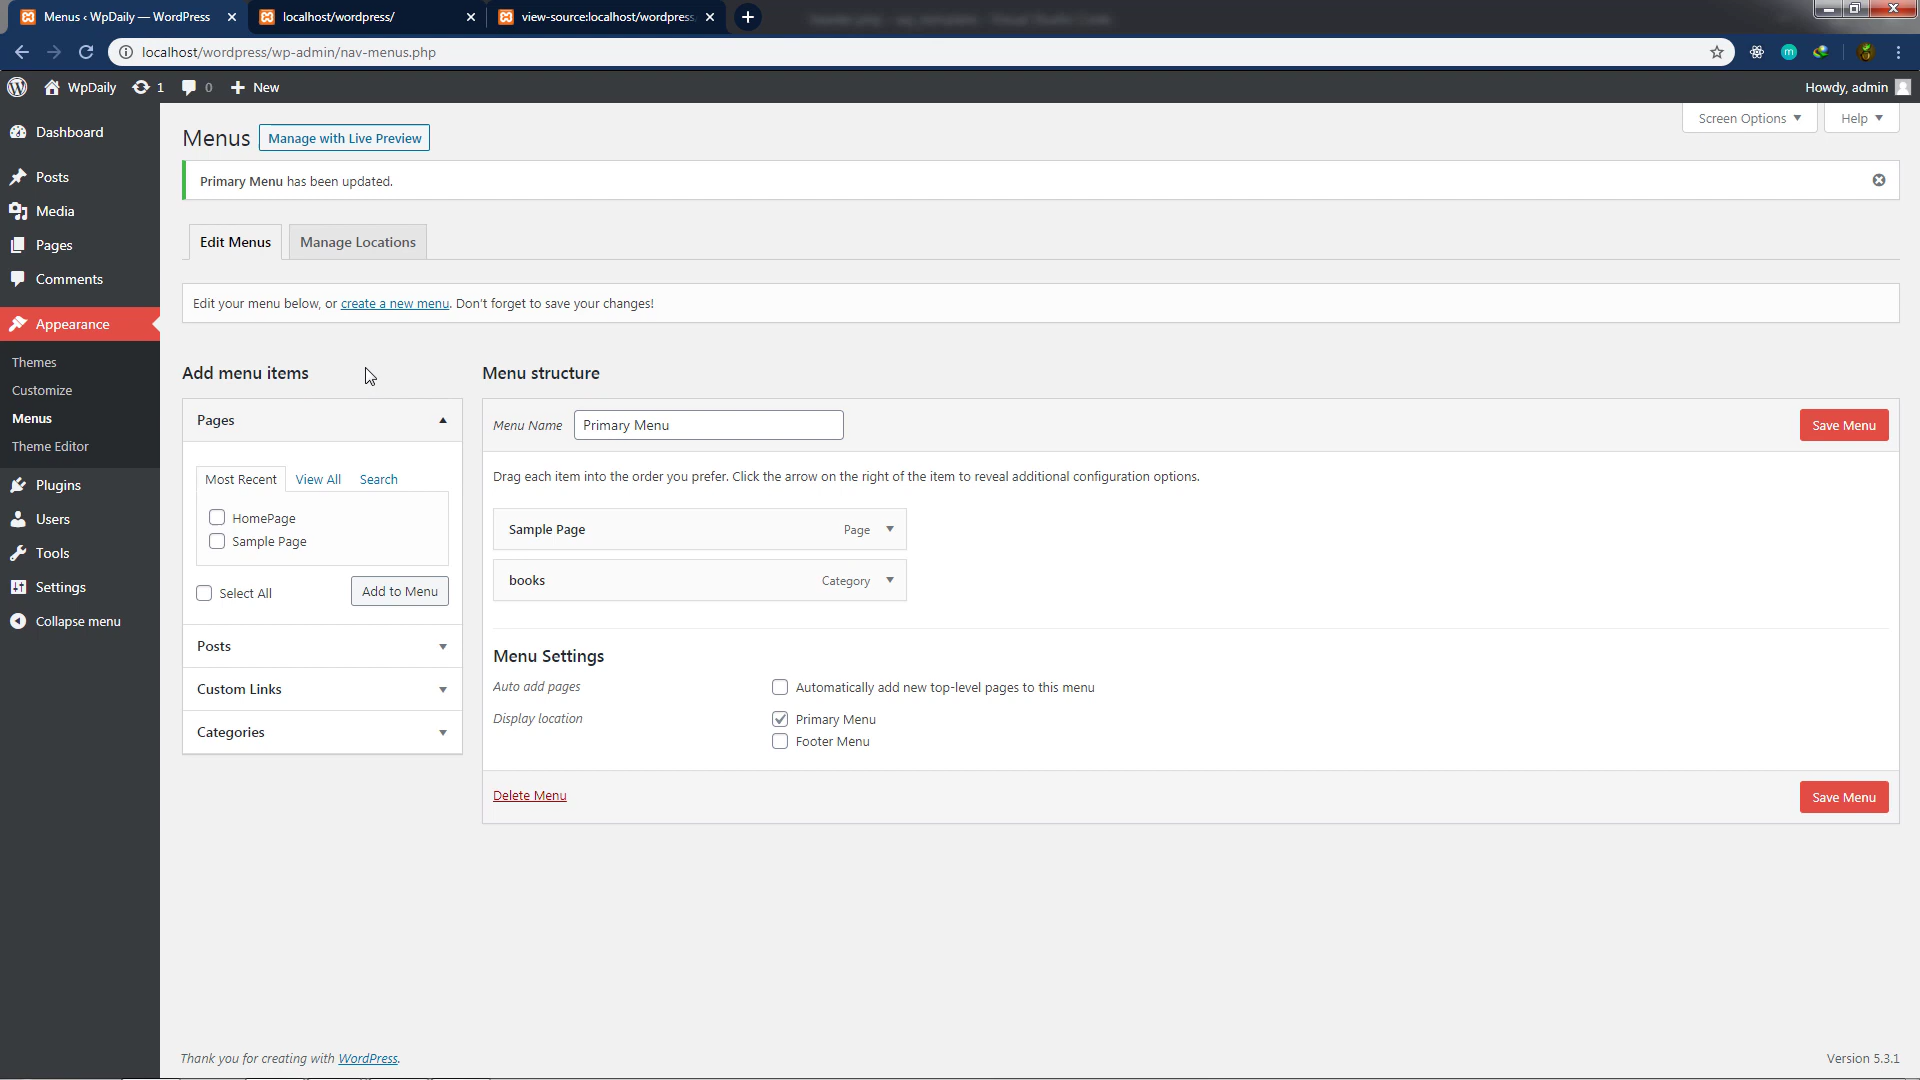 Menus ‹ WpDaily — WordPress
localhost/wordpress/
view-source:localhost/wordpress
localhost/wordpress/wp-admin/nav-menus.php
WpDaily 1 0 New
Howdy, admin
Screen Options
Help
Dashboard
Posts
Media
Pages
Comments
Appearance
Themes
Customize
Menus
Theme Editor
Plugins
Users
Tools
Settings
Collapse menu
Menus
Manage with Live Preview
Primary Menu has been updated.
Edit Menus
Manage Locations
Edit your menu below, or create a new menu. Don't forget to save your changes!
Add menu items
Pages
Most Recent
View All
Search
HomePage
Sample Page
Select All
Add to Menu
Posts
Custom Links
Categories
Menu structure
Menu Name
Primary Menu
Save Menu
Drag each item into the order you prefer. Click the arrow on the right of the item to reveal additional configuration options.
Sample Page
Page
books
Category
Menu Settings
Auto add pages
Automatically add new top-level pages to this menu
Display location
Primary Menu
Footer Menu
Delete Menu
Save Menu
Thank you for creating with WordPress.
Version 5.3.1